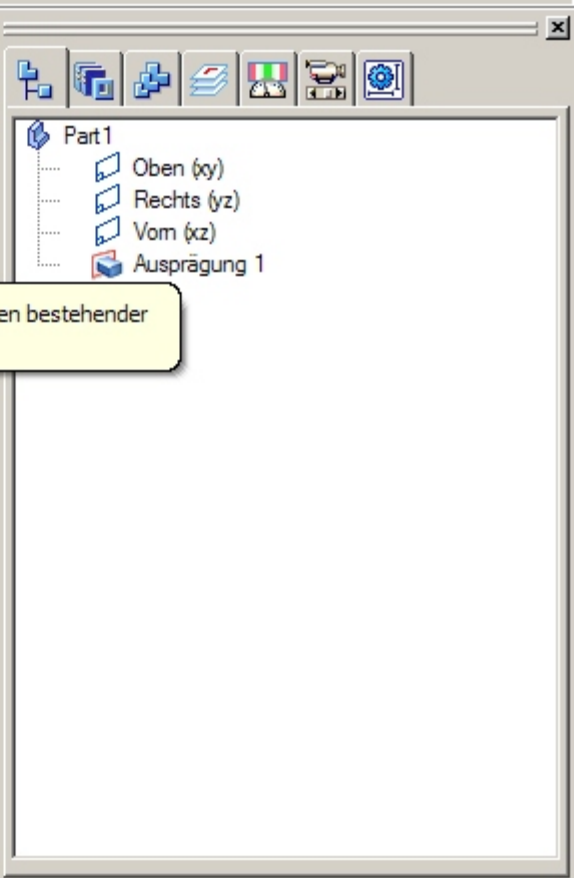 Part1
Oben (xy)
Rechts (yz)
Vorn (xz)
Ausprägung 1
en bestehender